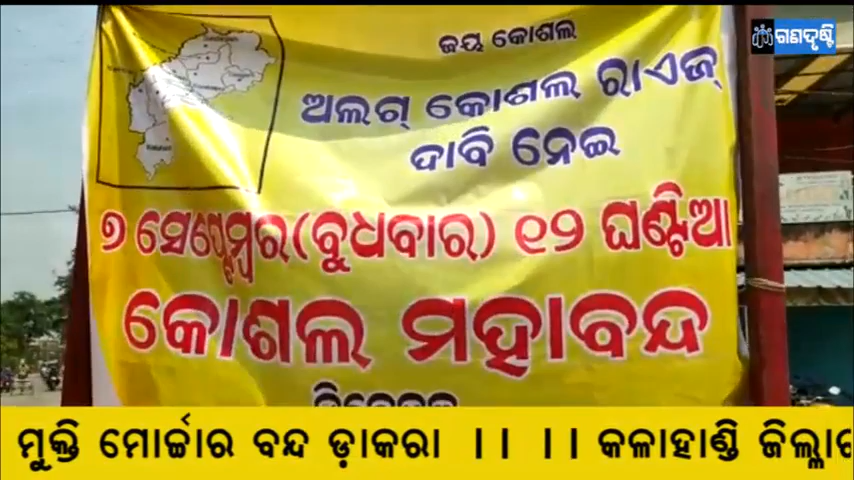 ଗଣଦୃଷ୍ଟି
ଜୟ କୋଶଲ
ଅଲଗ୍ କୋଶଲ ରାଏଜ୍
ଦାବି ନେଇ
୭ ସେପ୍ଟେମ୍ବର (ବୁଧବାର) ୧୨ ଘଣ୍ଟିଆ
କୋଶଲ ମହାବନ୍ଦ
ମୁକ୍ତି ମୋର୍ଚ୍ଚାର ବନ୍ଦ ଡ଼ାକରା ।। ।। କଳାହାଣ୍ଡି